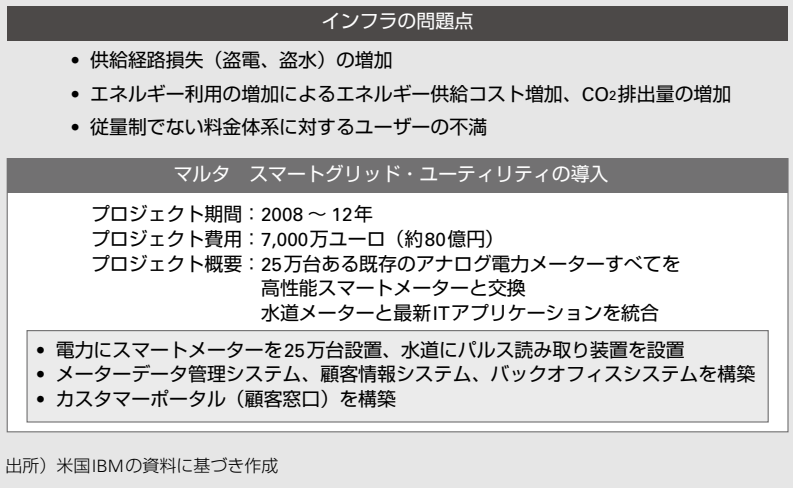 インフラの問題点
• 供給経路損失（盗電、盗水）の増加
• エネルギー利用の増加によるエネルギー供給コスト増加、CO2排出量の増加
• 従量制でない料金体系に対するユーザーの不満
マルタ　スマートグリッド・ユーティリティの導入
プロジェクト期間：2008 〜 12年
プロジェクト費用：7,000万ユーロ（約80億円）
プロジェクト概要：25万台ある既存のアナログ電力メーターすべてを
高性能スマートメーターと交換
水道メーターと最新ITアプリケーションを統合
• 電力にスマートメーターを25万台設置、水道にパルス読み取り装置を設置
• メーターデータ管理システム、顧客情報システム、バックオフィスシステムを構築
• カスタマーポータル（顧客窓口）を構築
出所）米国IBMの資料に基づき作成